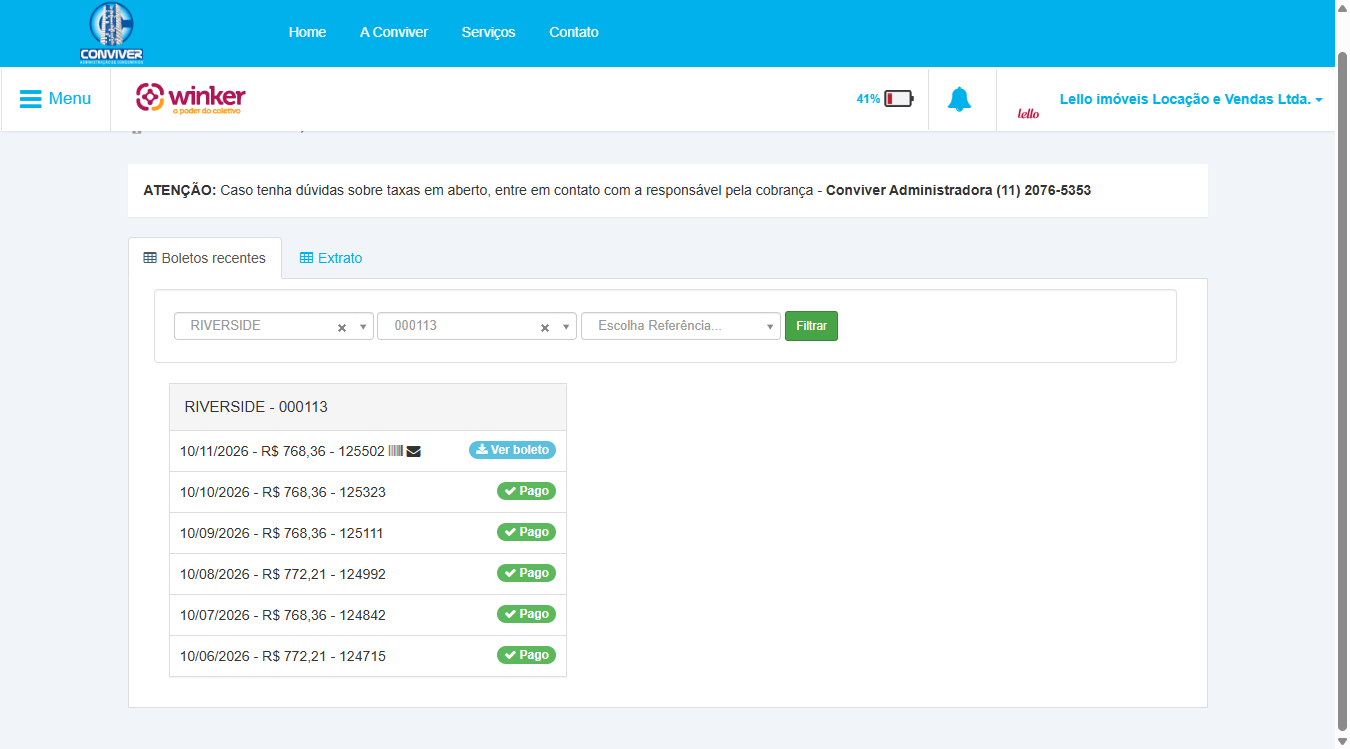 CONVIVER
Home A Conviver Serviços Contato
Menu winker 41% lello Lello imóveis Locação e Vendas Ltda.
o poder do coletivo
ATENÇÃO: Caso tenha dúvidas sobre taxas em aberto, entre em contato com a responsável pela cobrança - Conviver Administradora (11) 2076-5353
Boletos recentes Extrato
RIVERSIDE × 000113 × Escolha Referência... Filtrar
RIVERSIDE - 000113
10/11/2026 - R$ 768,36 - 125502 Ver boleto
10/10/2026 - R$ 768,36 - 125323 Pago
10/09/2026 - R$ 768,36 - 125111 Pago
10/08/2026 - R$ 772,21 - 124992 Pago
10/07/2026 - R$ 768,36 - 124842 Pago
10/06/2026 - R$ 772,21 - 124715 Pago